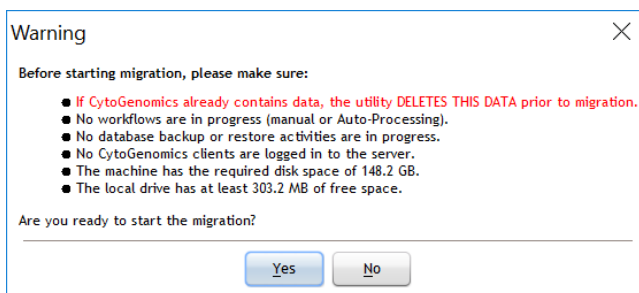 Warning
Before starting migration, please make sure:
● If CytoGenomics already contains data, the utility DELETES THIS DATA prior to migration.
● No workflows are in progress (manual or Auto-Processing).
● No database backup or restore activities are in progress.
● No CytoGenomics clients are logged in to the server.
● The machine has the required disk space of 148.2 GB.
● The local drive has at least 303.2 MB of free space.
Are you ready to start the migration?
Yes No